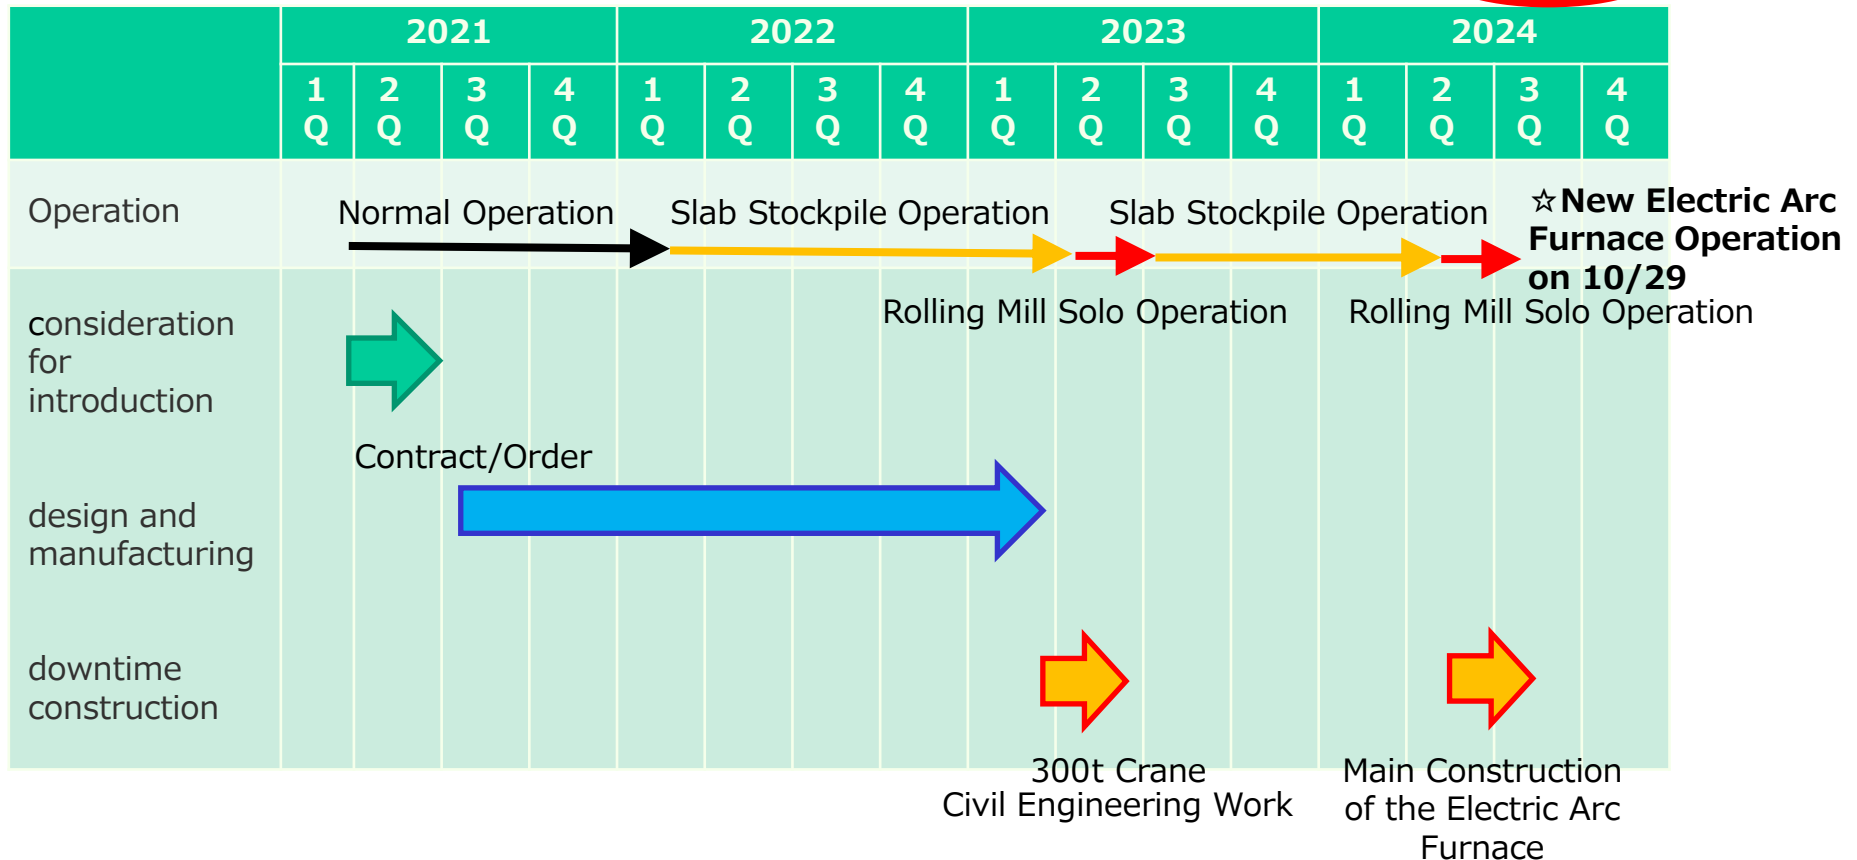 2021 2022 2023 2024
1 2 3 4 1 2 3 4 1 2 3 4 1 2 3 4
Q Q Q Q Q Q Q Q Q Q Q Q Q Q Q Q
Operation
Normal Operation
Slab Stockpile Operation
Slab Stockpile Operation
☆New Electric Arc
Furnace Operation
on 10/29
Rolling Mill Solo Operation
Rolling Mill Solo Operation
consideration
for
introduction
Contract/Order
design and
manufacturing
downtime
construction
300t Crane
Civil Engineering Work
Main Construction
of the Electric Arc
Furnace